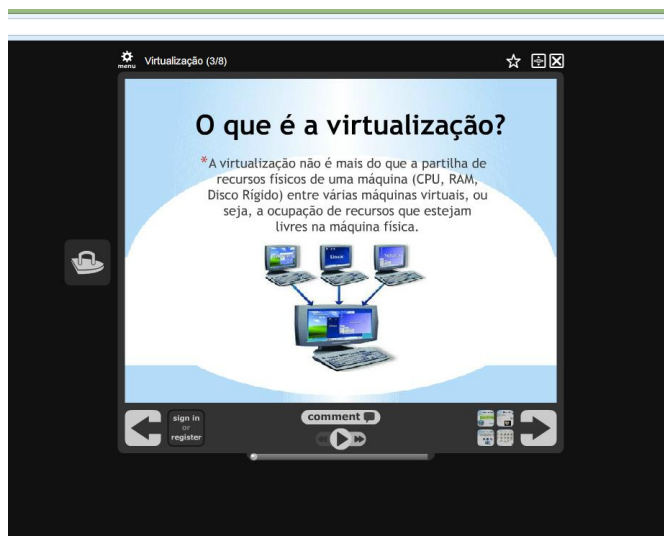 menu
Virtualização (3/8)
O que é a virtualização?
*A virtualização não é mais do que a partilha de
recursos físicos de uma máquina (CPU, RAM,
Disco Rígido) entre várias máquinas virtuais, ou
seja, a ocupação de recursos que estejam
livres na máquina física.
Linux
sign in
or
register
comment